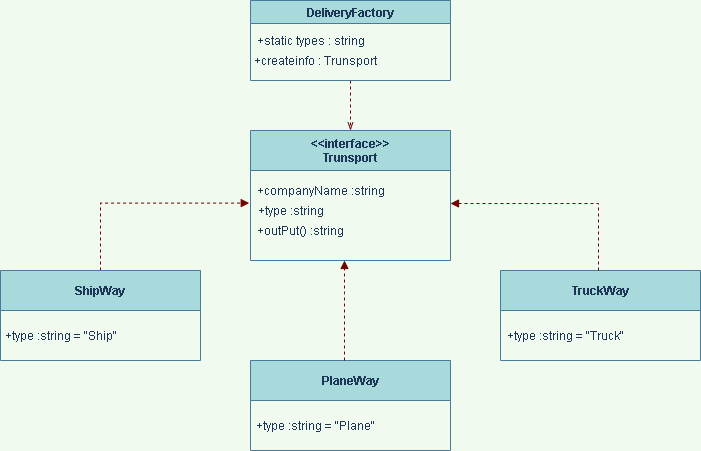 DeliveryFactory
+static types : string
+createinfo : Trunsport
<<interface>>
Trunsport
+companyName :string
+type :string
+outPut() :string
ShipWay
+type :string = "Ship"
TruckWay
+type :string = "Truck"
PlaneWay
+type :string = "Plane"